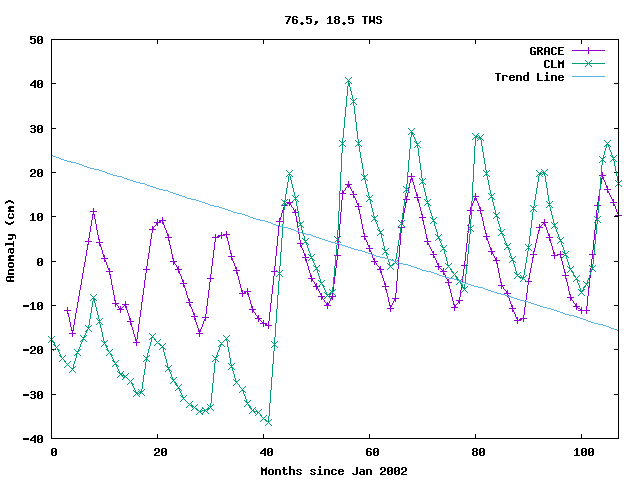 76.5, 18.5 TWS
GRACE
CLM
Trend Line
50
40
30
20
10
0
-10
-20
-30
-40
Anomaly (cm)
0 20 40 60 80 100
Months since Jan 2002